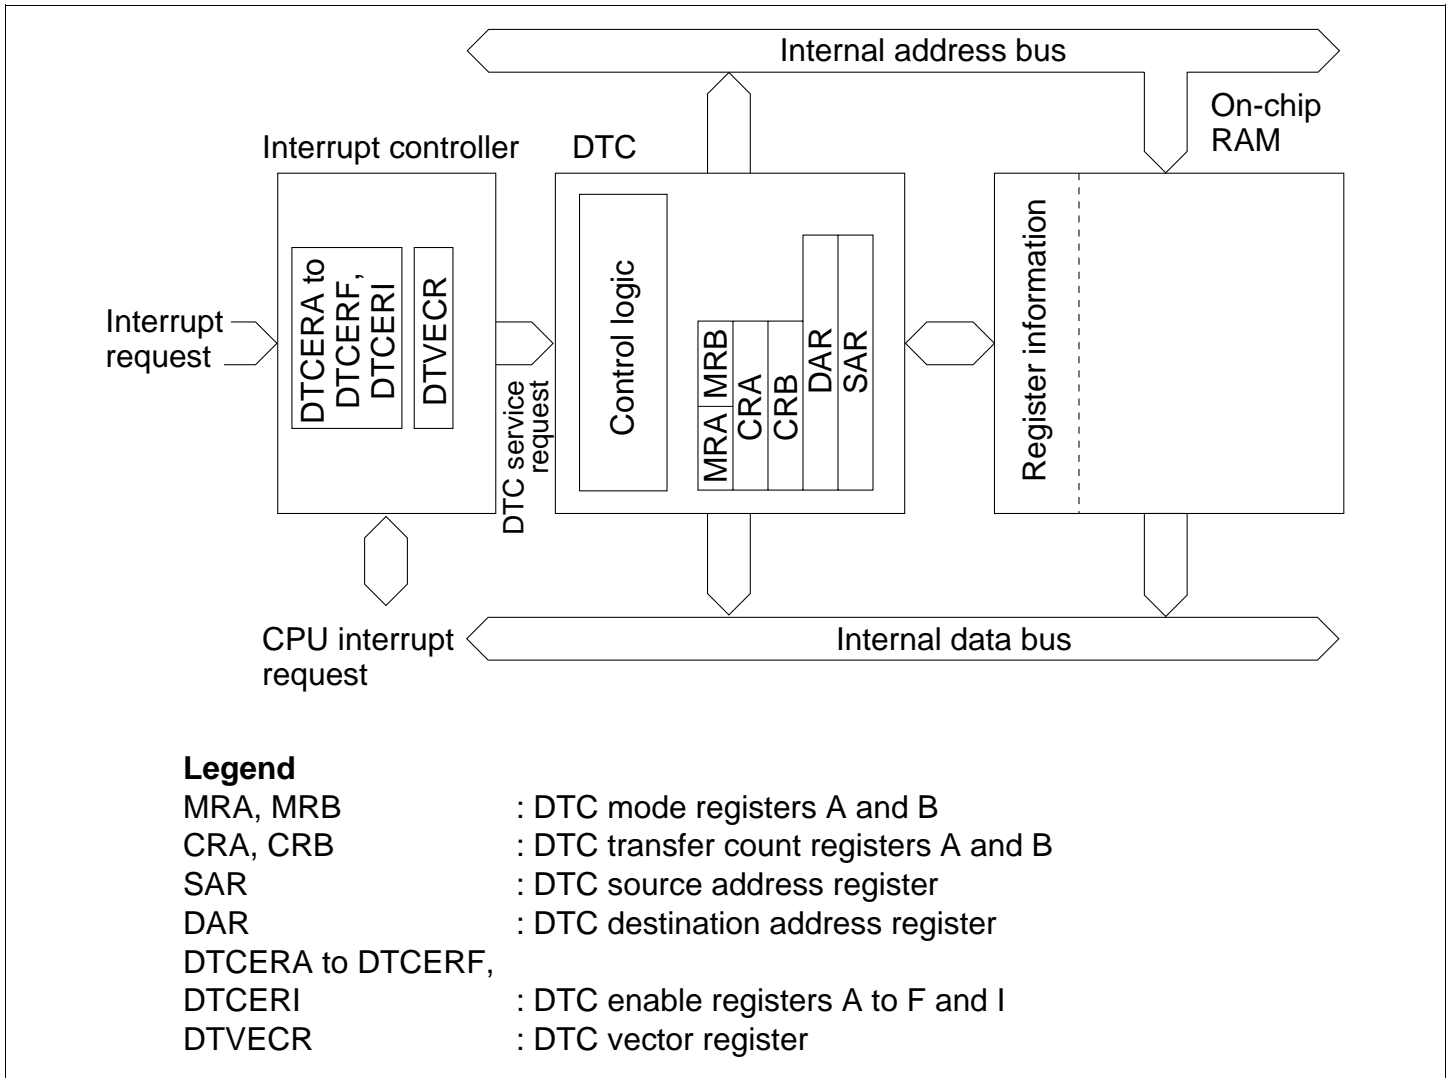 Internal address bus
On-chip
RAM
Interrupt controller
DTC
Interrupt
request
DTCERA to
DTCERF,
DTCERI
DTVECR
DTC service
request
Control logic
MRA
MRB
CRA
CRB
DAR
SAR
Register information
CPU interrupt
request
Internal data bus
Legend
MRA, MRB : DTC mode registers A and B
CRA, CRB : DTC transfer count registers A and B
SAR : DTC source address register
DAR : DTC destination address register
DTCERA to DTCERF,
DTCERI : DTC enable registers A to F and I
DTVECR : DTC vector register